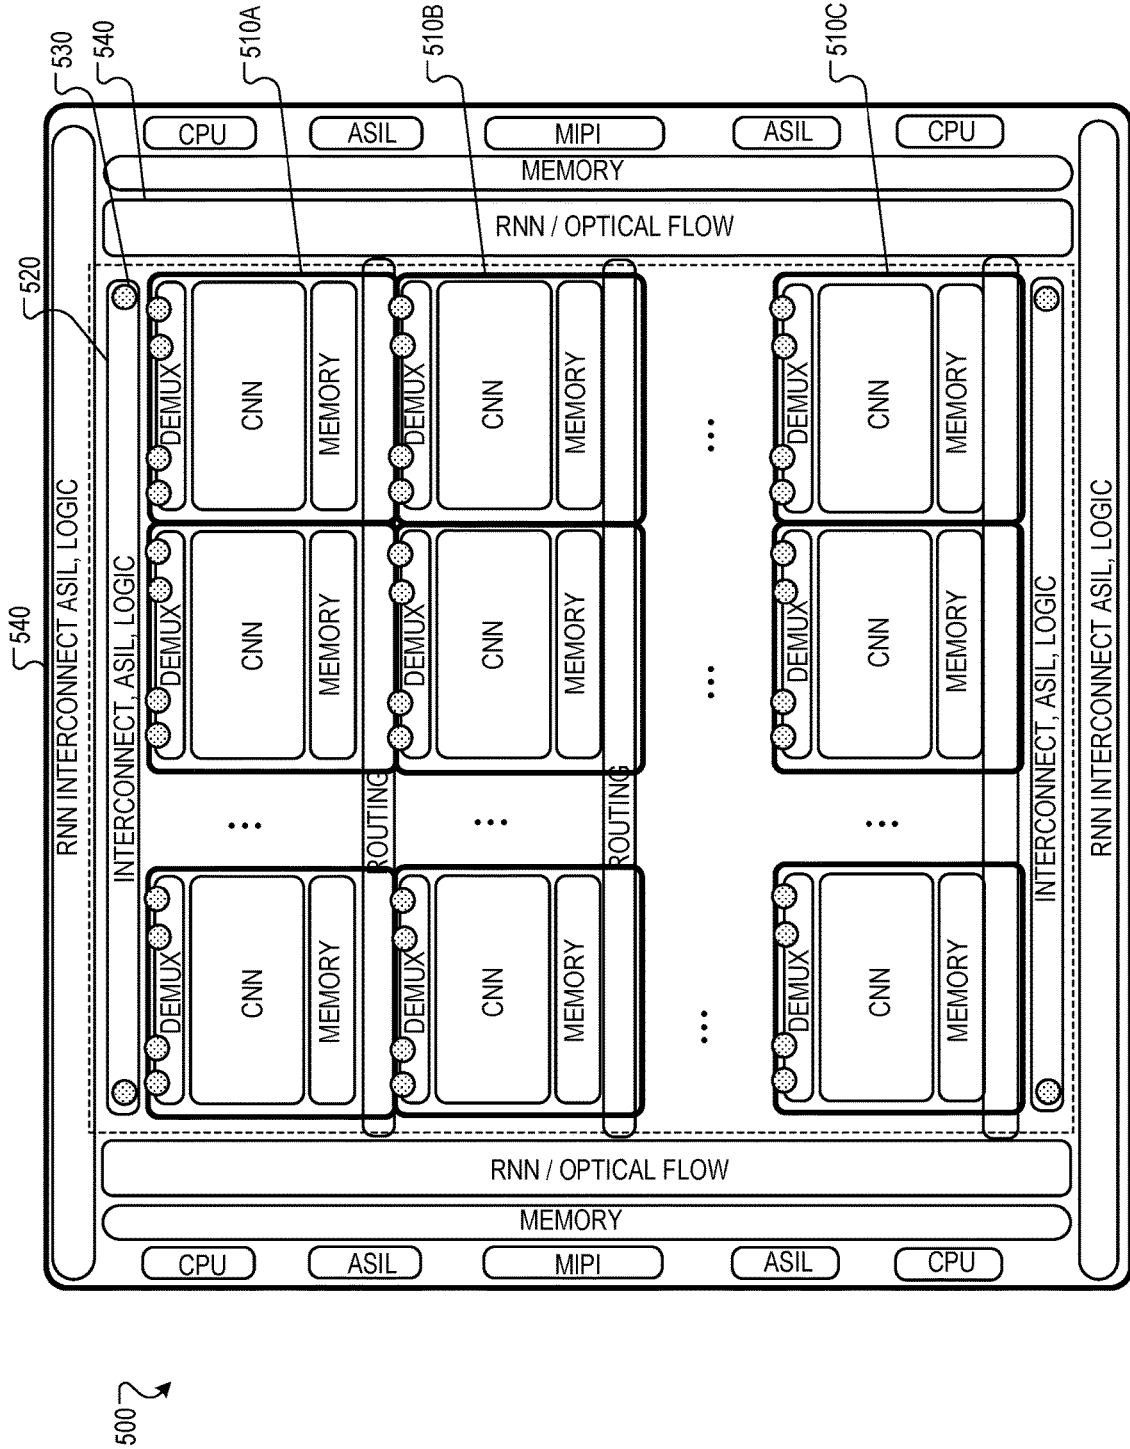 500
540
520
530
540
510A
510B
510C
RNN INTERCONNECT ASIL, LOGIC
INTERCONNECT, ASIL, LOGIC
CPU
ASIL
MIPI
ASIL
CPU
MEMORY
RNN / OPTICAL FLOW
DEMUX
CNN
MEMORY
...
DEMUX
CNN
MEMORY
DEMUX
CNN
MEMORY
ROUTING
DEMUX
CNN
MEMORY
...
DEMUX
CNN
MEMORY
DEMUX
CNN
MEMORY
ROUTING
...
...
...
DEMUX
CNN
MEMORY
...
DEMUX
CNN
MEMORY
DEMUX
CNN
MEMORY
RNN / OPTICAL FLOW
MEMORY
CPU
ASIL
MIPI
ASIL
CPU
INTERCONNECT, ASIL, LOGIC
RNN INTERCONNECT ASIL, LOGIC